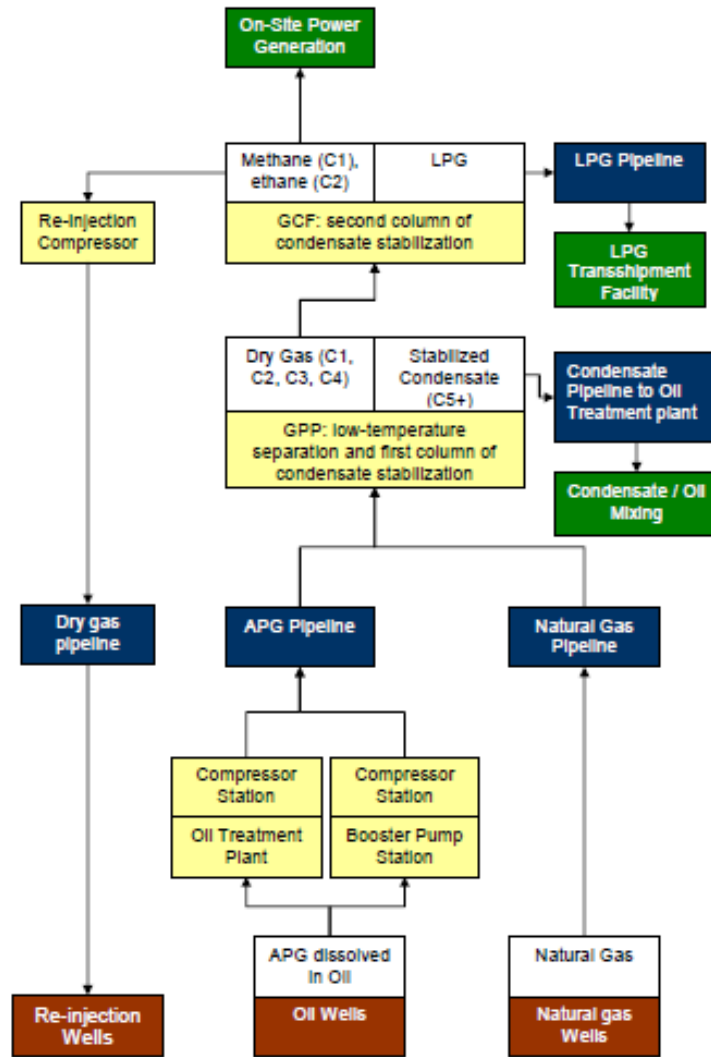 On-Site Power
Generation
Methane (C1),
ethane (C2)
LPG
LPG Pipeline
Re-Injection
Compressor
GCF: second column of
condensate stabilization
LPG
Transshipment
Facility
Dry Gas (C1,
C2, C3, C4)
Stabilized
Condensate
(C5+)
Condensate
Pipeline to Oil
Treatment plant
GPP: low-temperature
separation and first column of
condensate stabilization
Condensate / Oil
Mixing
Dry gas
pipeline
APG Pipeline
Natural Gas
Pipeline
Compressor
Station
Compressor
Station
Oil Treatment
Plant
Booster Pump
Station
APG dissolved
in Oil
Natural Gas
Re-injection
Wells
Oil Wells
Natural gas
Wells